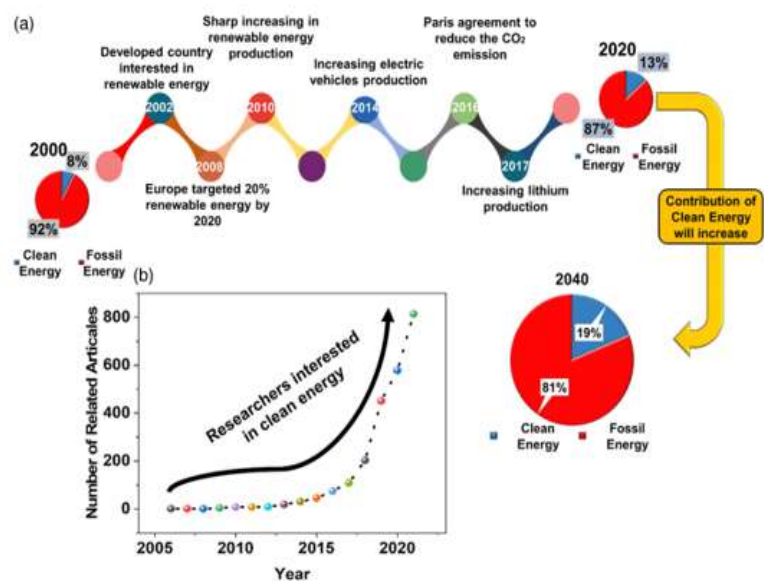 (a)
Developed country
interested in
renewable energy
Sharp increasing in
renewable energy
production
Increasing electric
vehicles production
Paris agreement to
reduce the CO₂
emission
2002
2008
2010
2014
2016
2017
Europe targeted 20%
renewable energy by
2020
Increasing lithium
production
2000
8%
92%
Clean
Energy
Fossil
Energy
2020
13%
87%
Clean
Energy
Fossil
Energy
Contribution of
Clean Energy
will increase
2040
19%
81%
Clean
Energy
Fossil
Energy
(b)
Number of Related Articales
800
600
400
200
0
Researchers interested
in clean energy
2005
2010
2015
2020
Year